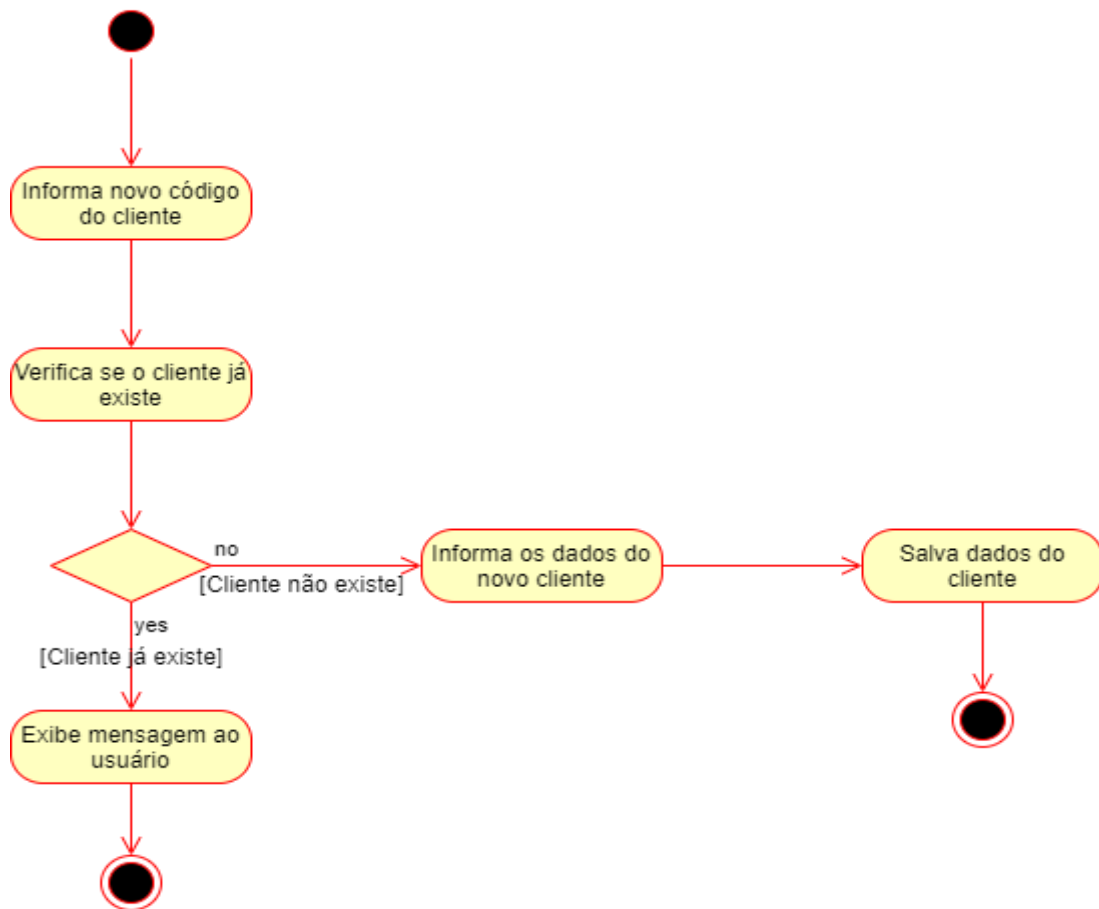 Informa novo código
do cliente
Verifica se o cliente já
existe
no
[Cliente não existe]
Informa os dados do
novo cliente
Salva dados do
cliente
yes
[Cliente já existe]
Exibe mensagem ao
usuário